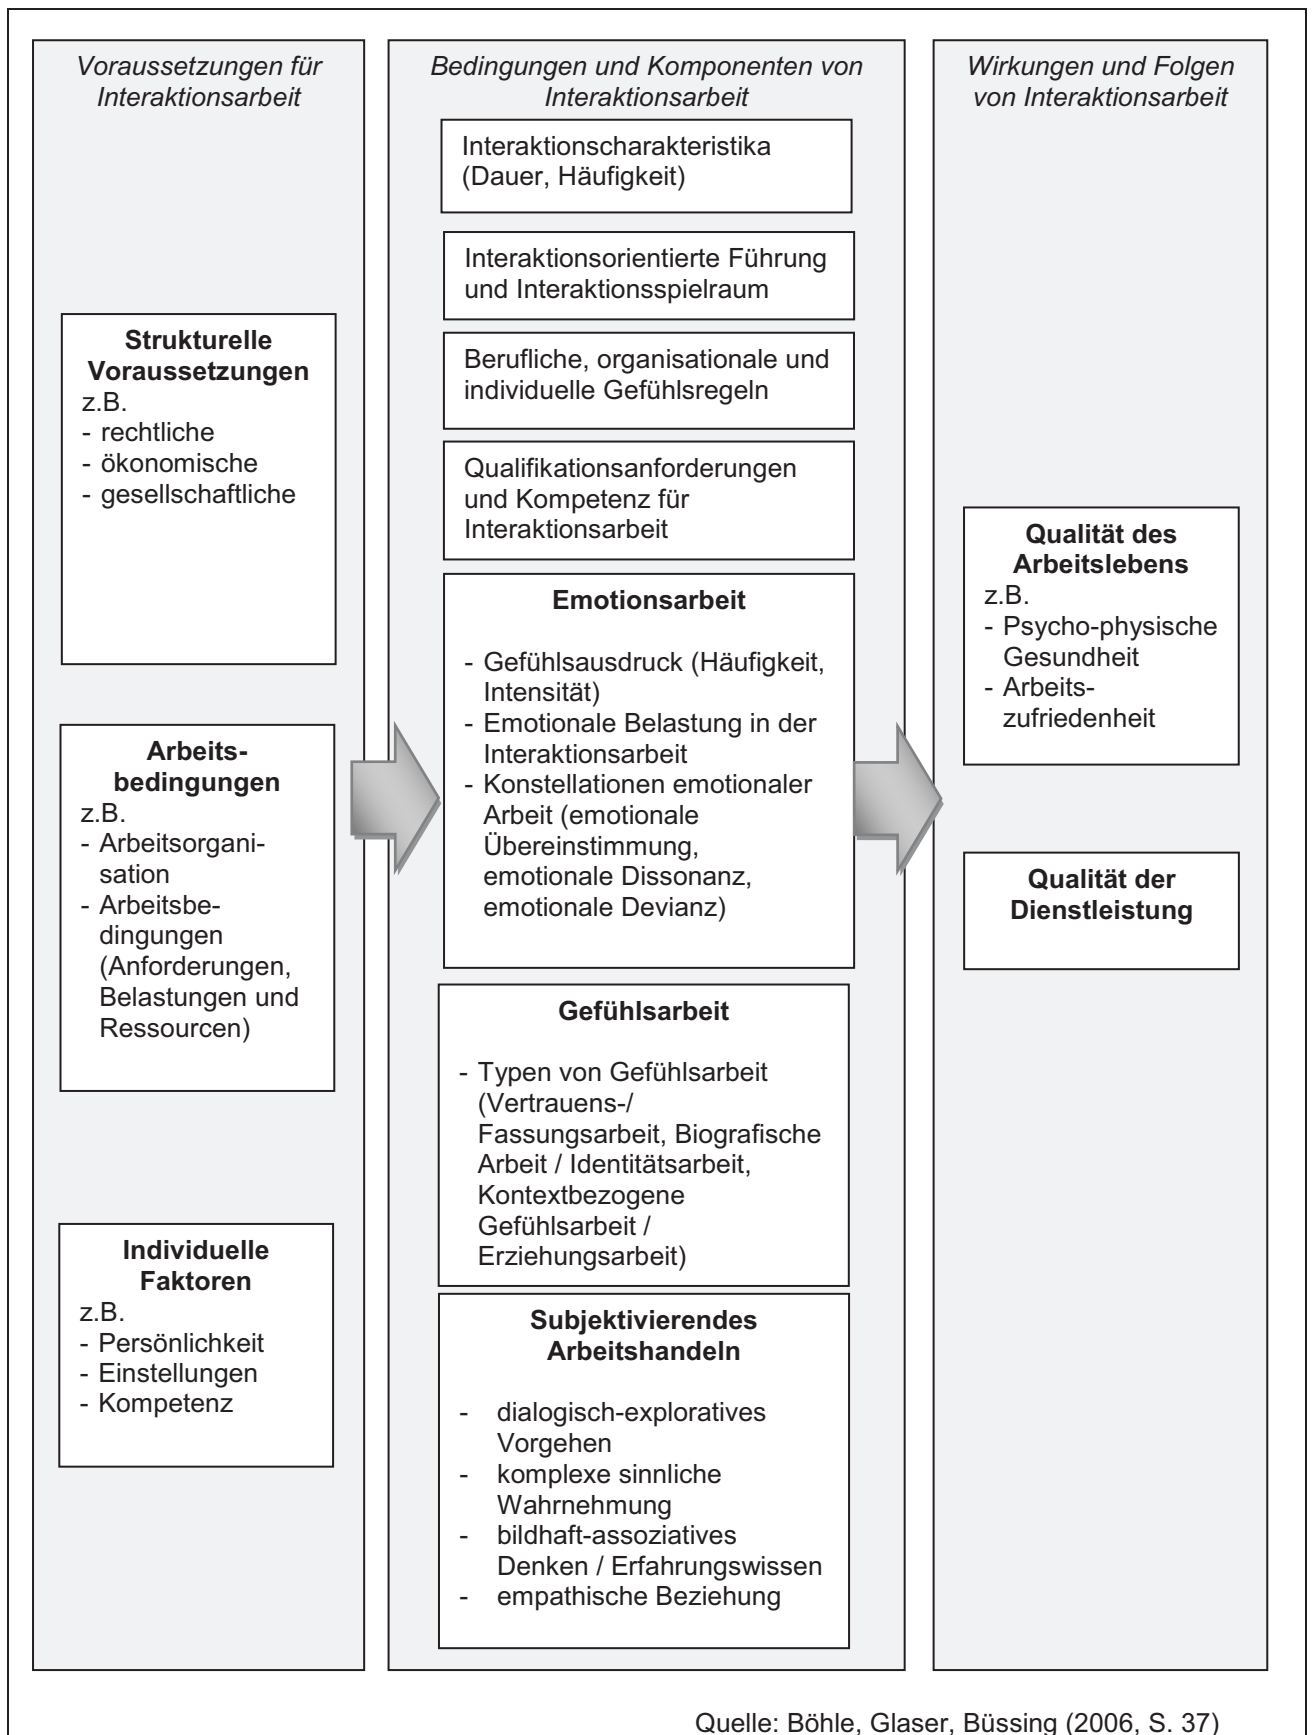 Voraussetzungen für
Interaktionsarbeit
Strukturelle
Voraussetzungen
z.B.
- rechtliche
- ökonomische
- gesellschaftliche
Arbeits-
bedingungen
z.B.
- Arbeitsorgani-
sation
- Arbeitsbe-
dingungen
(Anforderungen,
Belastungen und
Ressourcen)
Individuelle
Faktoren
z.B.
- Persönlichkeit
- Einstellungen
- Kompetenz
Bedingungen und Komponenten von
Interaktionsarbeit
Interaktionscharakteristika
(Dauer, Häufigkeit)
Interaktionsorientierte Führung
und Interaktionsspielraum
Berufliche, organisationale und
individuelle Gefühlsregeln
Qualifikationsanforderungen
und Kompetenz für
Interaktionsarbeit
Emotionsarbeit
- Gefühlsausdruck (Häufigkeit,
Intensität)
- Emotionale Belastung in der
Interaktionsarbeit
- Konstellationen emotionaler
Arbeit (emotionale
Übereinstimmung,
emotionale Dissonanz,
emotionale Devianz)
Gefühlsarbeit
- Typen von Gefühlsarbeit
(Vertrauens-/
Fassungsarbeit, Biografische
Arbeit / Identitätsarbeit,
Kontextbezogene
Gefühlsarbeit /
Erziehungsarbeit)
Subjektivierendes
Arbeitshandeln
- dialogisch-exploratives
Vorgehen
- komplexe sinnliche
Wahrnehmung
- bildhaft-assoziatives
Denken / Erfahrungswissen
- empathische Beziehung
Wirkungen und Folgen
von Interaktionsarbeit
Qualität des
Arbeitslebens
z.B.
- Psycho-physische
Gesundheit
- Arbeits-
zufriedenheit
Qualität der
Dienstleistung
Quelle: Böhle, Glaser, Büssing (2006, S. 37)